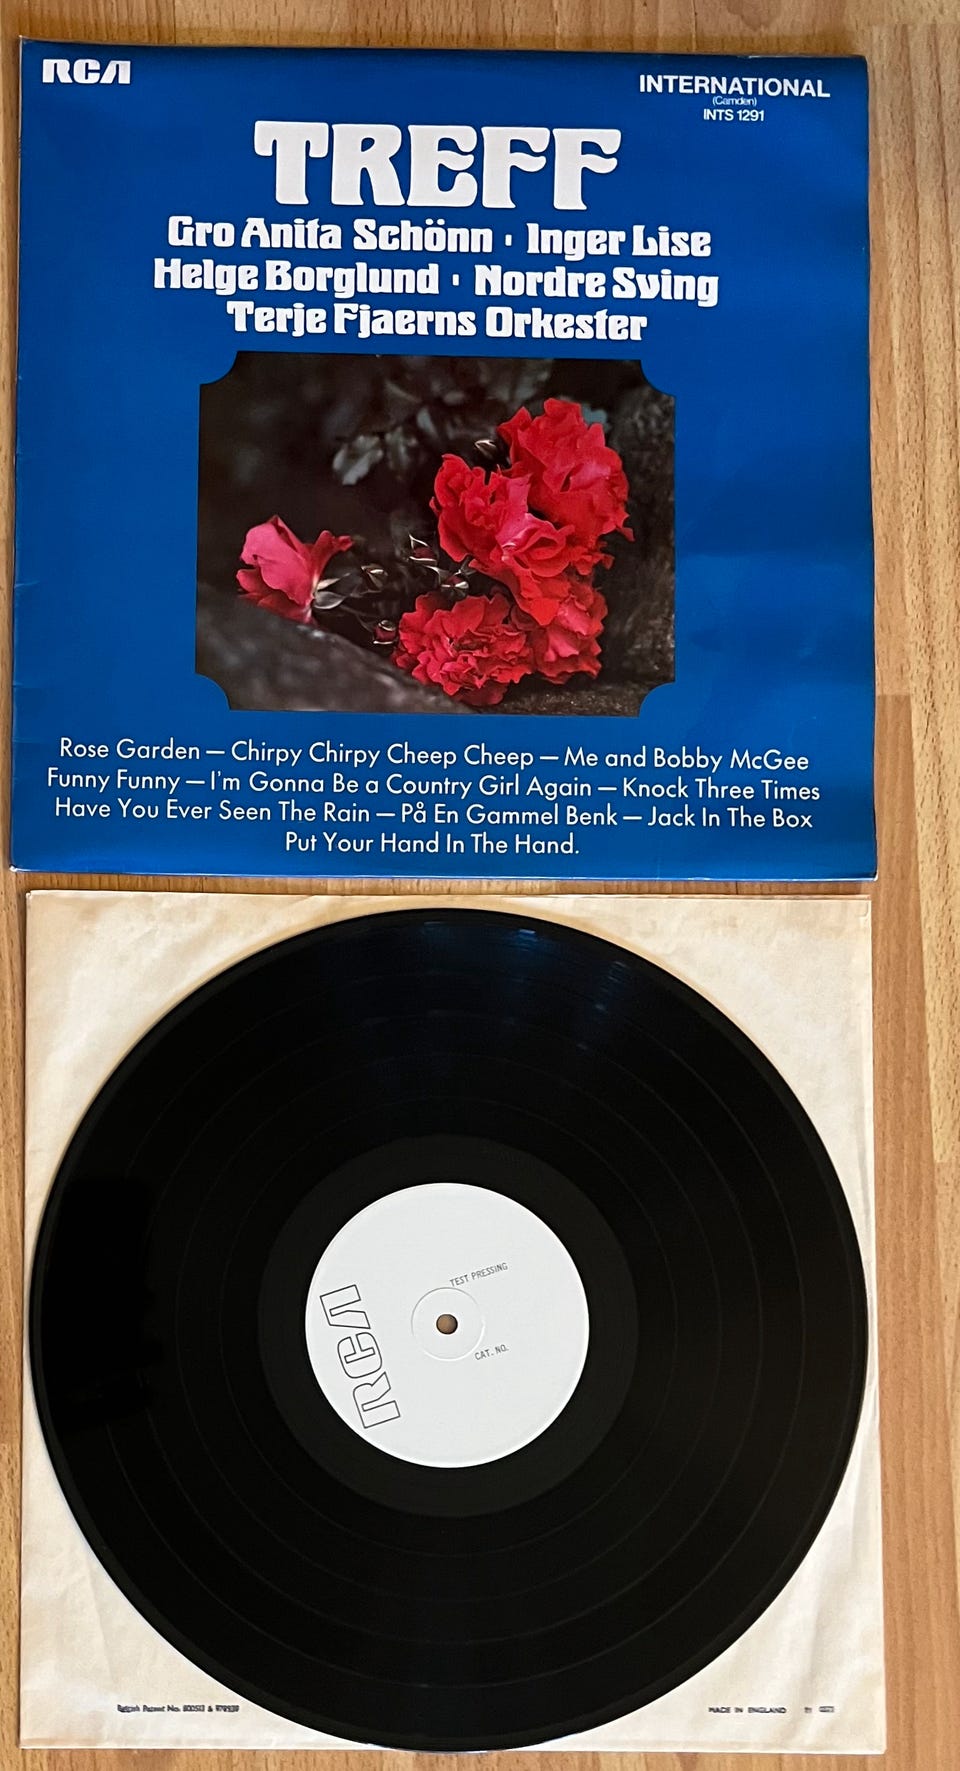 RCA
INTERNATIONAL
(Camden)
INTS 1291
TREFF
Gro Anita Schönn · Inger Lise
Helge Borglund · Nordre Sving
Terje Fjaerns Orkester
Rose Garden — Chirpy Chirpy Cheep Cheep — Me and Bobby McGee
Funny Funny — I'm Gonna Be a Country Girl Again — Knock Three Times
Have You Ever Seen The Rain — På En Gammel Benk — Jack In The Box
Put Your Hand In The Hand.
TEST PRESSING
RCA
CAT. NO.
British Patent No. &
MADE IN ENGLAND